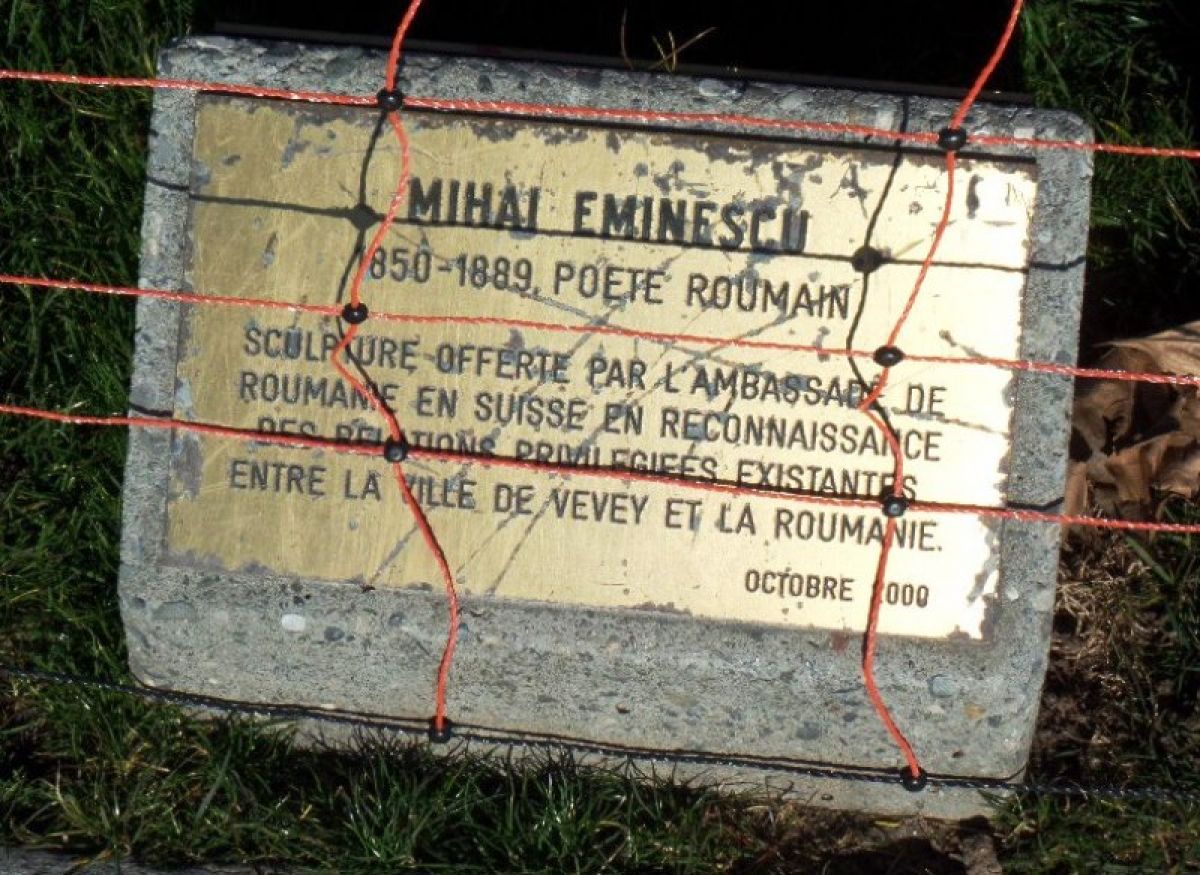 MIHAI EMINESCU
1850-1889, POETE ROUMAIN
SCULPTURE OFFERTE PAR L'AMBASSADE DE
ROUMANIE EN SUISSE EN RECONNAISSANCE
DES RELATIONS PRIVILEGIEES EXISTANTES
ENTRE LA VILLE DE VEVEY ET LA ROUMANIE.
OCTOBRE 2000